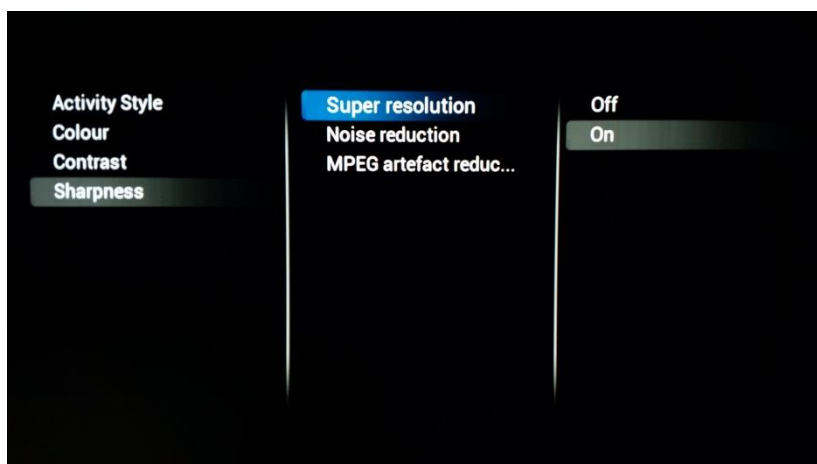 Activity Style
Colour
Contrast
Sharpness
Super resolution
Noise reduction
MPEG artefact reduc...
Off
On